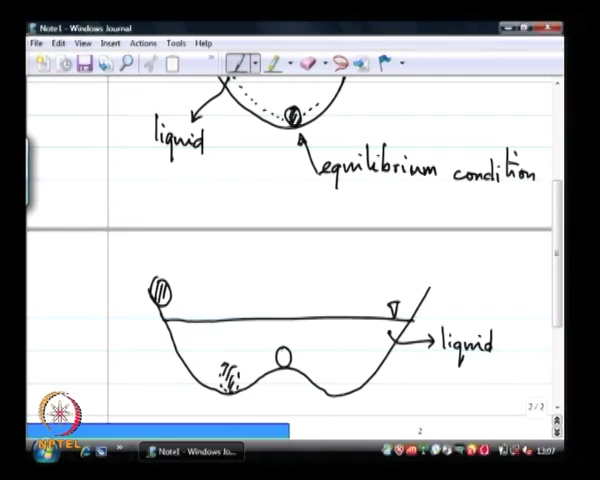 Note1 - Windows Journal
File Edit View Insert Actions Tools Help
liquid
equilibrium condition
liquid
2/2
2
NPTEL
Note1 - Windows Jo...
13:07